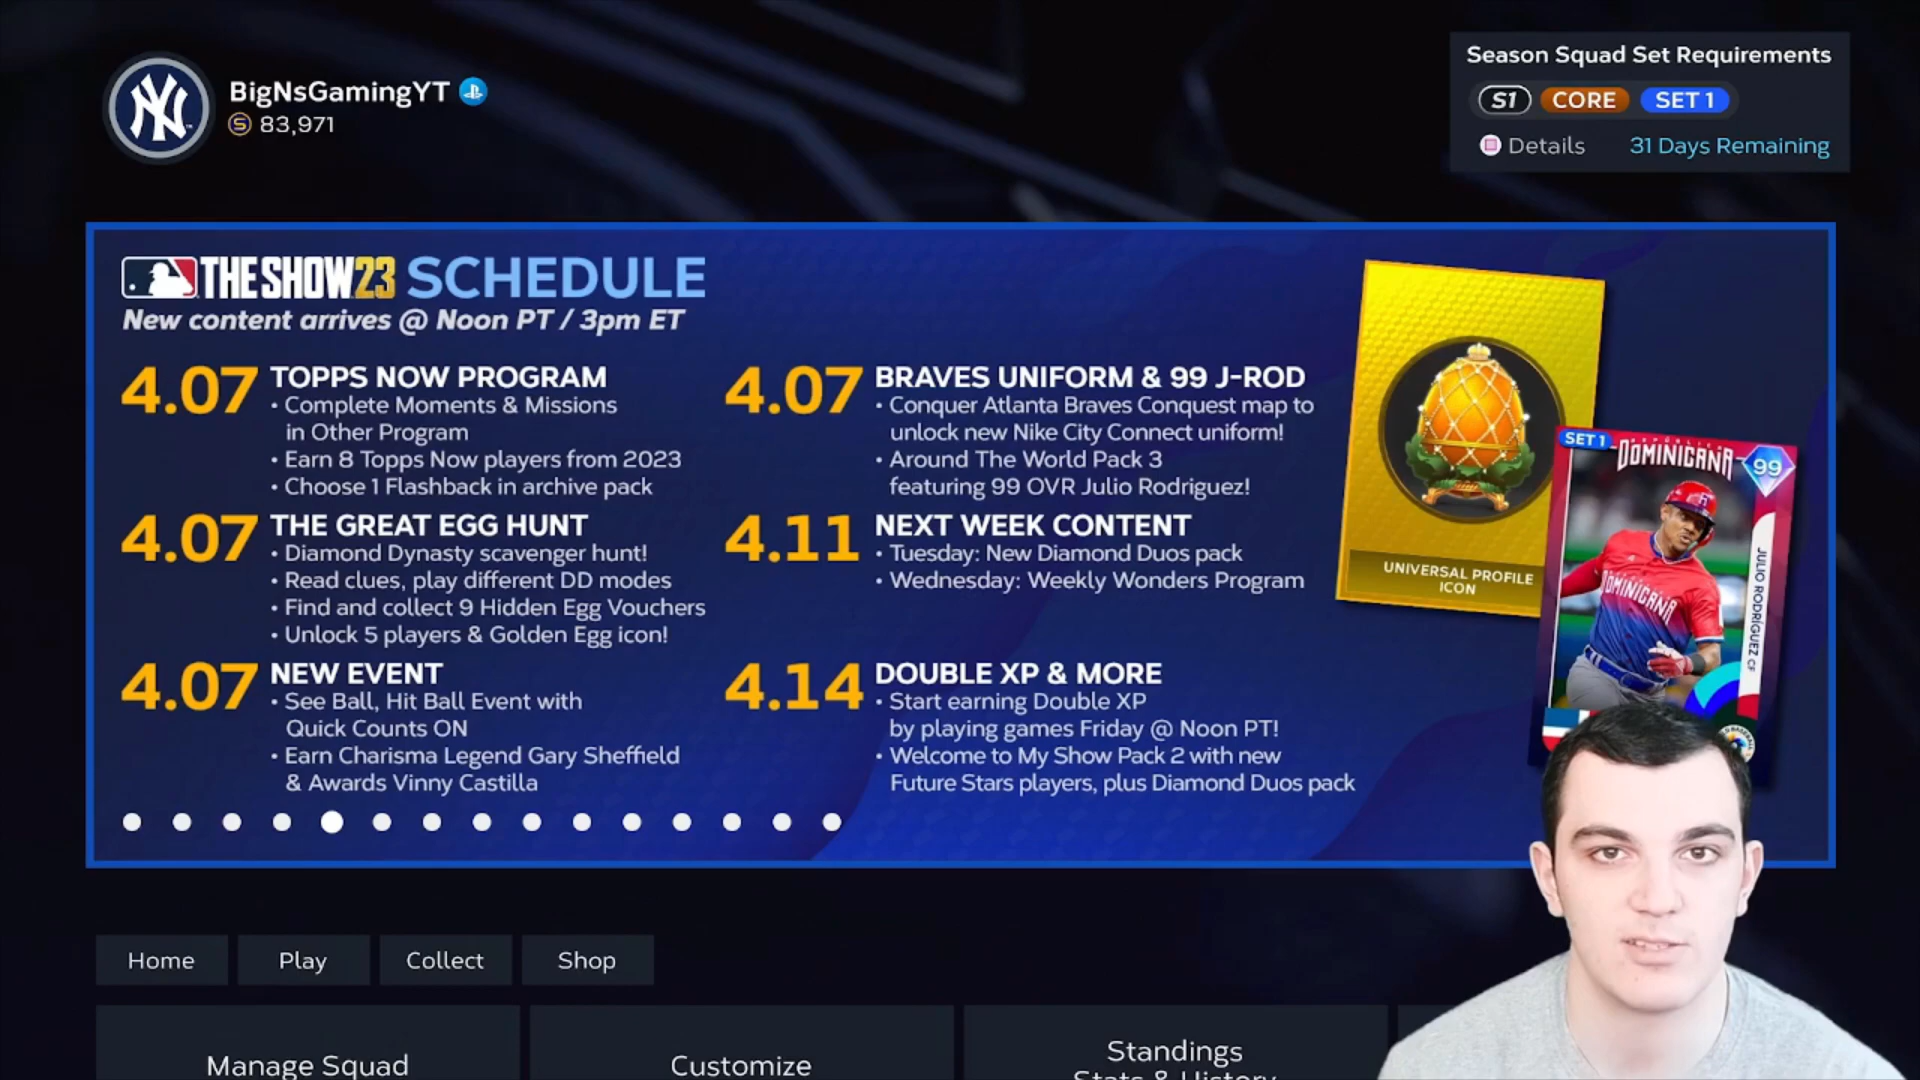 BigNsGamingYT
83,971
Season Squad Set Requirements
S1 CORE SET 1
Details 31 Days Remaining
THE SHOW 23 SCHEDULE
New content arrives @ Noon PT / 3pm ET
4.07 TOPPS NOW PROGRAM
• Complete Moments & Missions
in Other Program
• Earn 8 Topps Now players from 2023
• Choose 1 Flashback in archive pack
4.07 THE GREAT EGG HUNT
• Diamond Dynasty scavenger hunt!
• Read clues, play different DD modes
• Find and collect 9 Hidden Egg Vouchers
• Unlock 5 players & Golden Egg icon!
4.07 NEW EVENT
• See Ball, Hit Ball Event with
Quick Counts ON
• Earn Charisma Legend Gary Sheffield
& Awards Vinny Castilla
4.07 BRAVES UNIFORM & 99 J-ROD
• Conquer Atlanta Braves Conquest map to
unlock new Nike City Connect uniform!
• Around The World Pack 3
featuring 99 OVR Julio Rodriguez!
4.11 NEXT WEEK CONTENT
• Tuesday: New Diamond Duos pack
• Wednesday: Weekly Wonders Program
4.14 DOUBLE XP & MORE
• Start earning Double XP
by playing games Friday @ Noon PT!
• Welcome to My Show Pack 2 with new
Future Stars players, plus Diamond Duos pack
UNIVERSAL PROFILE
ICON
SET 1
DOMINICANA
99
DOMINICANA
JULIO RODRÍGUEZ CF
Home
Play
Collect
Shop
Manage Squad
Customize
Standings
Stats & History